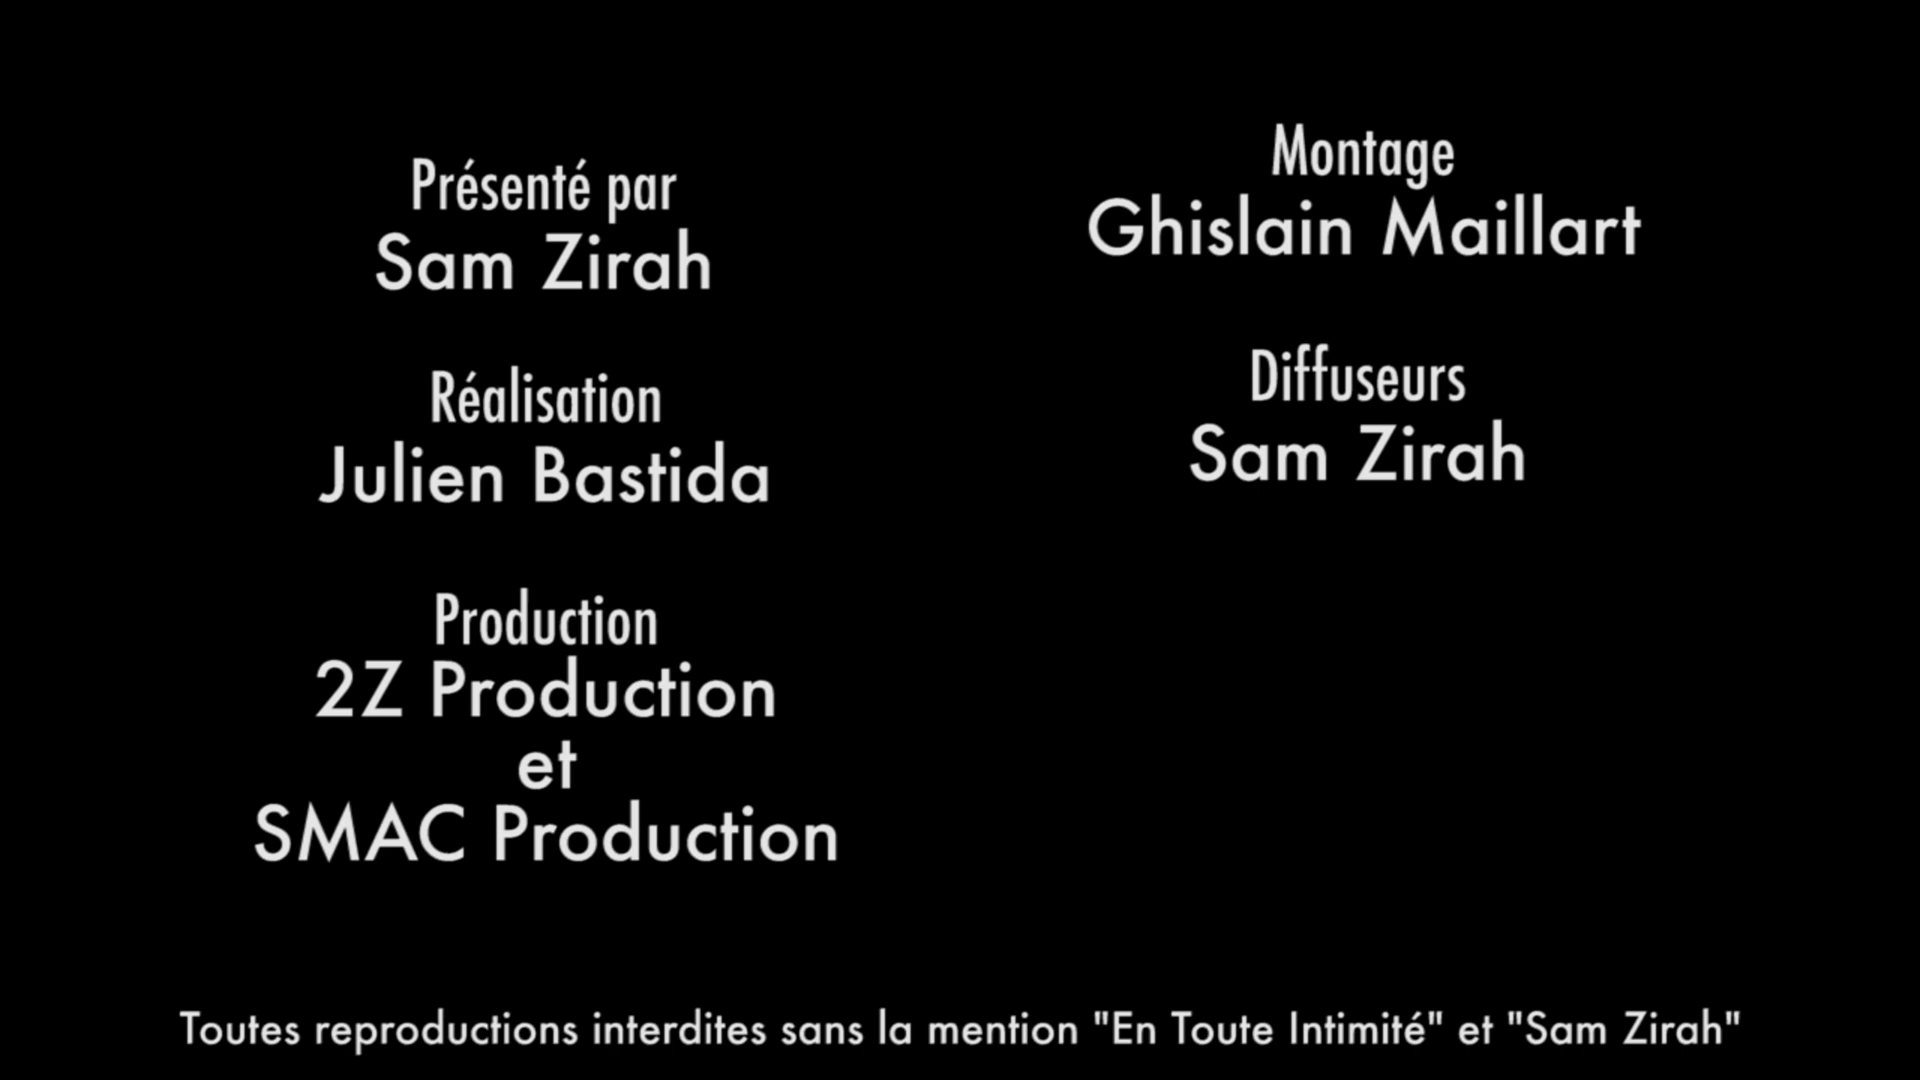 Présenté par
Sam Zirah
Réalisation
Julien Bastida
Production
2Z Production
et
SMAC Production
Montage
Ghislain Maillart
Diffuseurs
Sam Zirah
Toutes reproductions interdites sans la mention "En Toute Intimité" et "Sam Zirah"